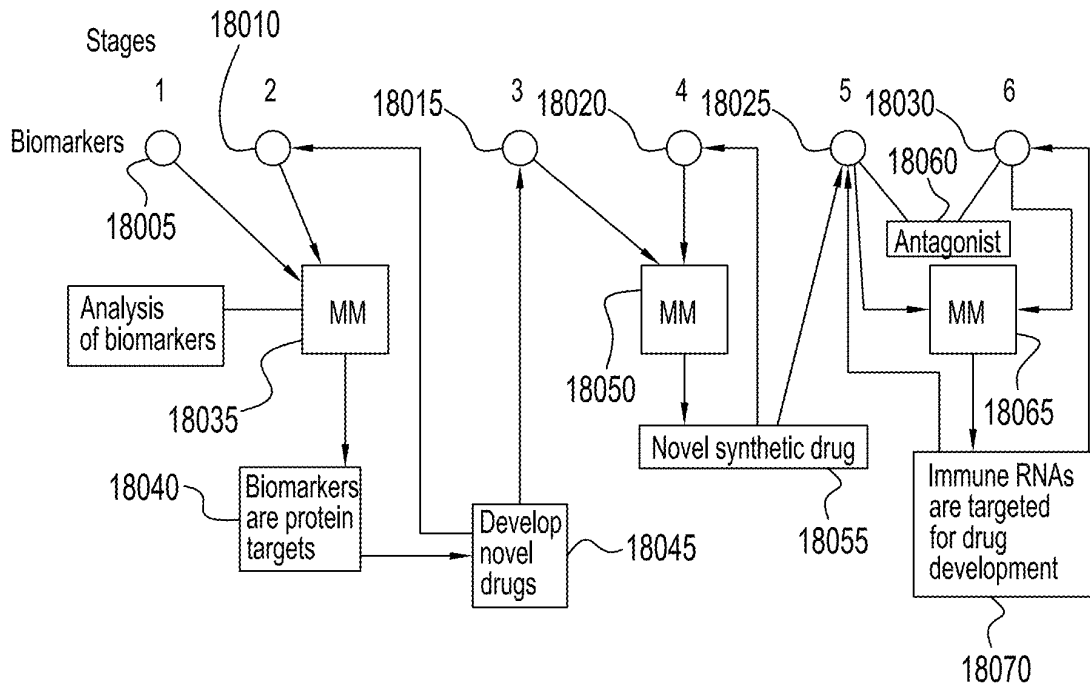 Stages
18010
1
2
18015
3
18020
4
18025
5
18030
6
Biomarkers
18005
18060
Antagonist
Analysis
of biomarkers
MM
MM
MM
18035
18050
18065
18040
Biomarkers
are protein
targets
Develop
novel
drugs
18045
Novel synthetic drug
18055
Immune RNAs
are targeted
for drug
development
18070